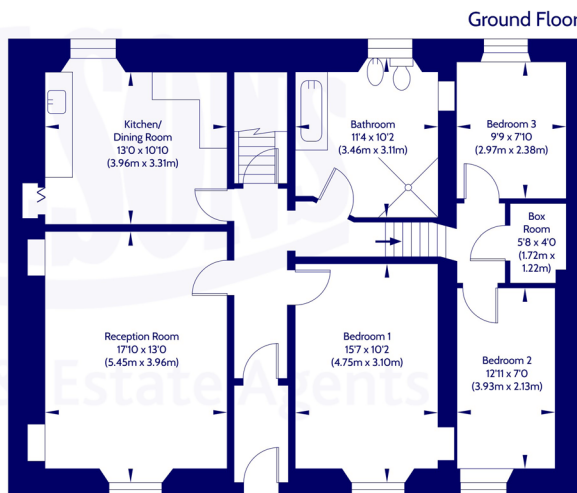 Ground Floor
SONS
Estate Agents
Kitchen/
Dining Room
13'0 x 10'10
(3.96m x 3.31m)
Bathroom
11'4 x 10'2
(3.46m x 3.11m)
Bedroom 3
9'9 x 7'10
(2.97m x 2.38m)
Box
Room
5'8 x 4'0
(1.72m x
1.22m)
Reception Room
17'10 x 13'0
(5.45m x 3.96m)
Bedroom 1
15'7 x 10'2
(4.75m x 3.10m)
Bedroom 2
12'11 x 7'0
(3.93m x 2.13m)